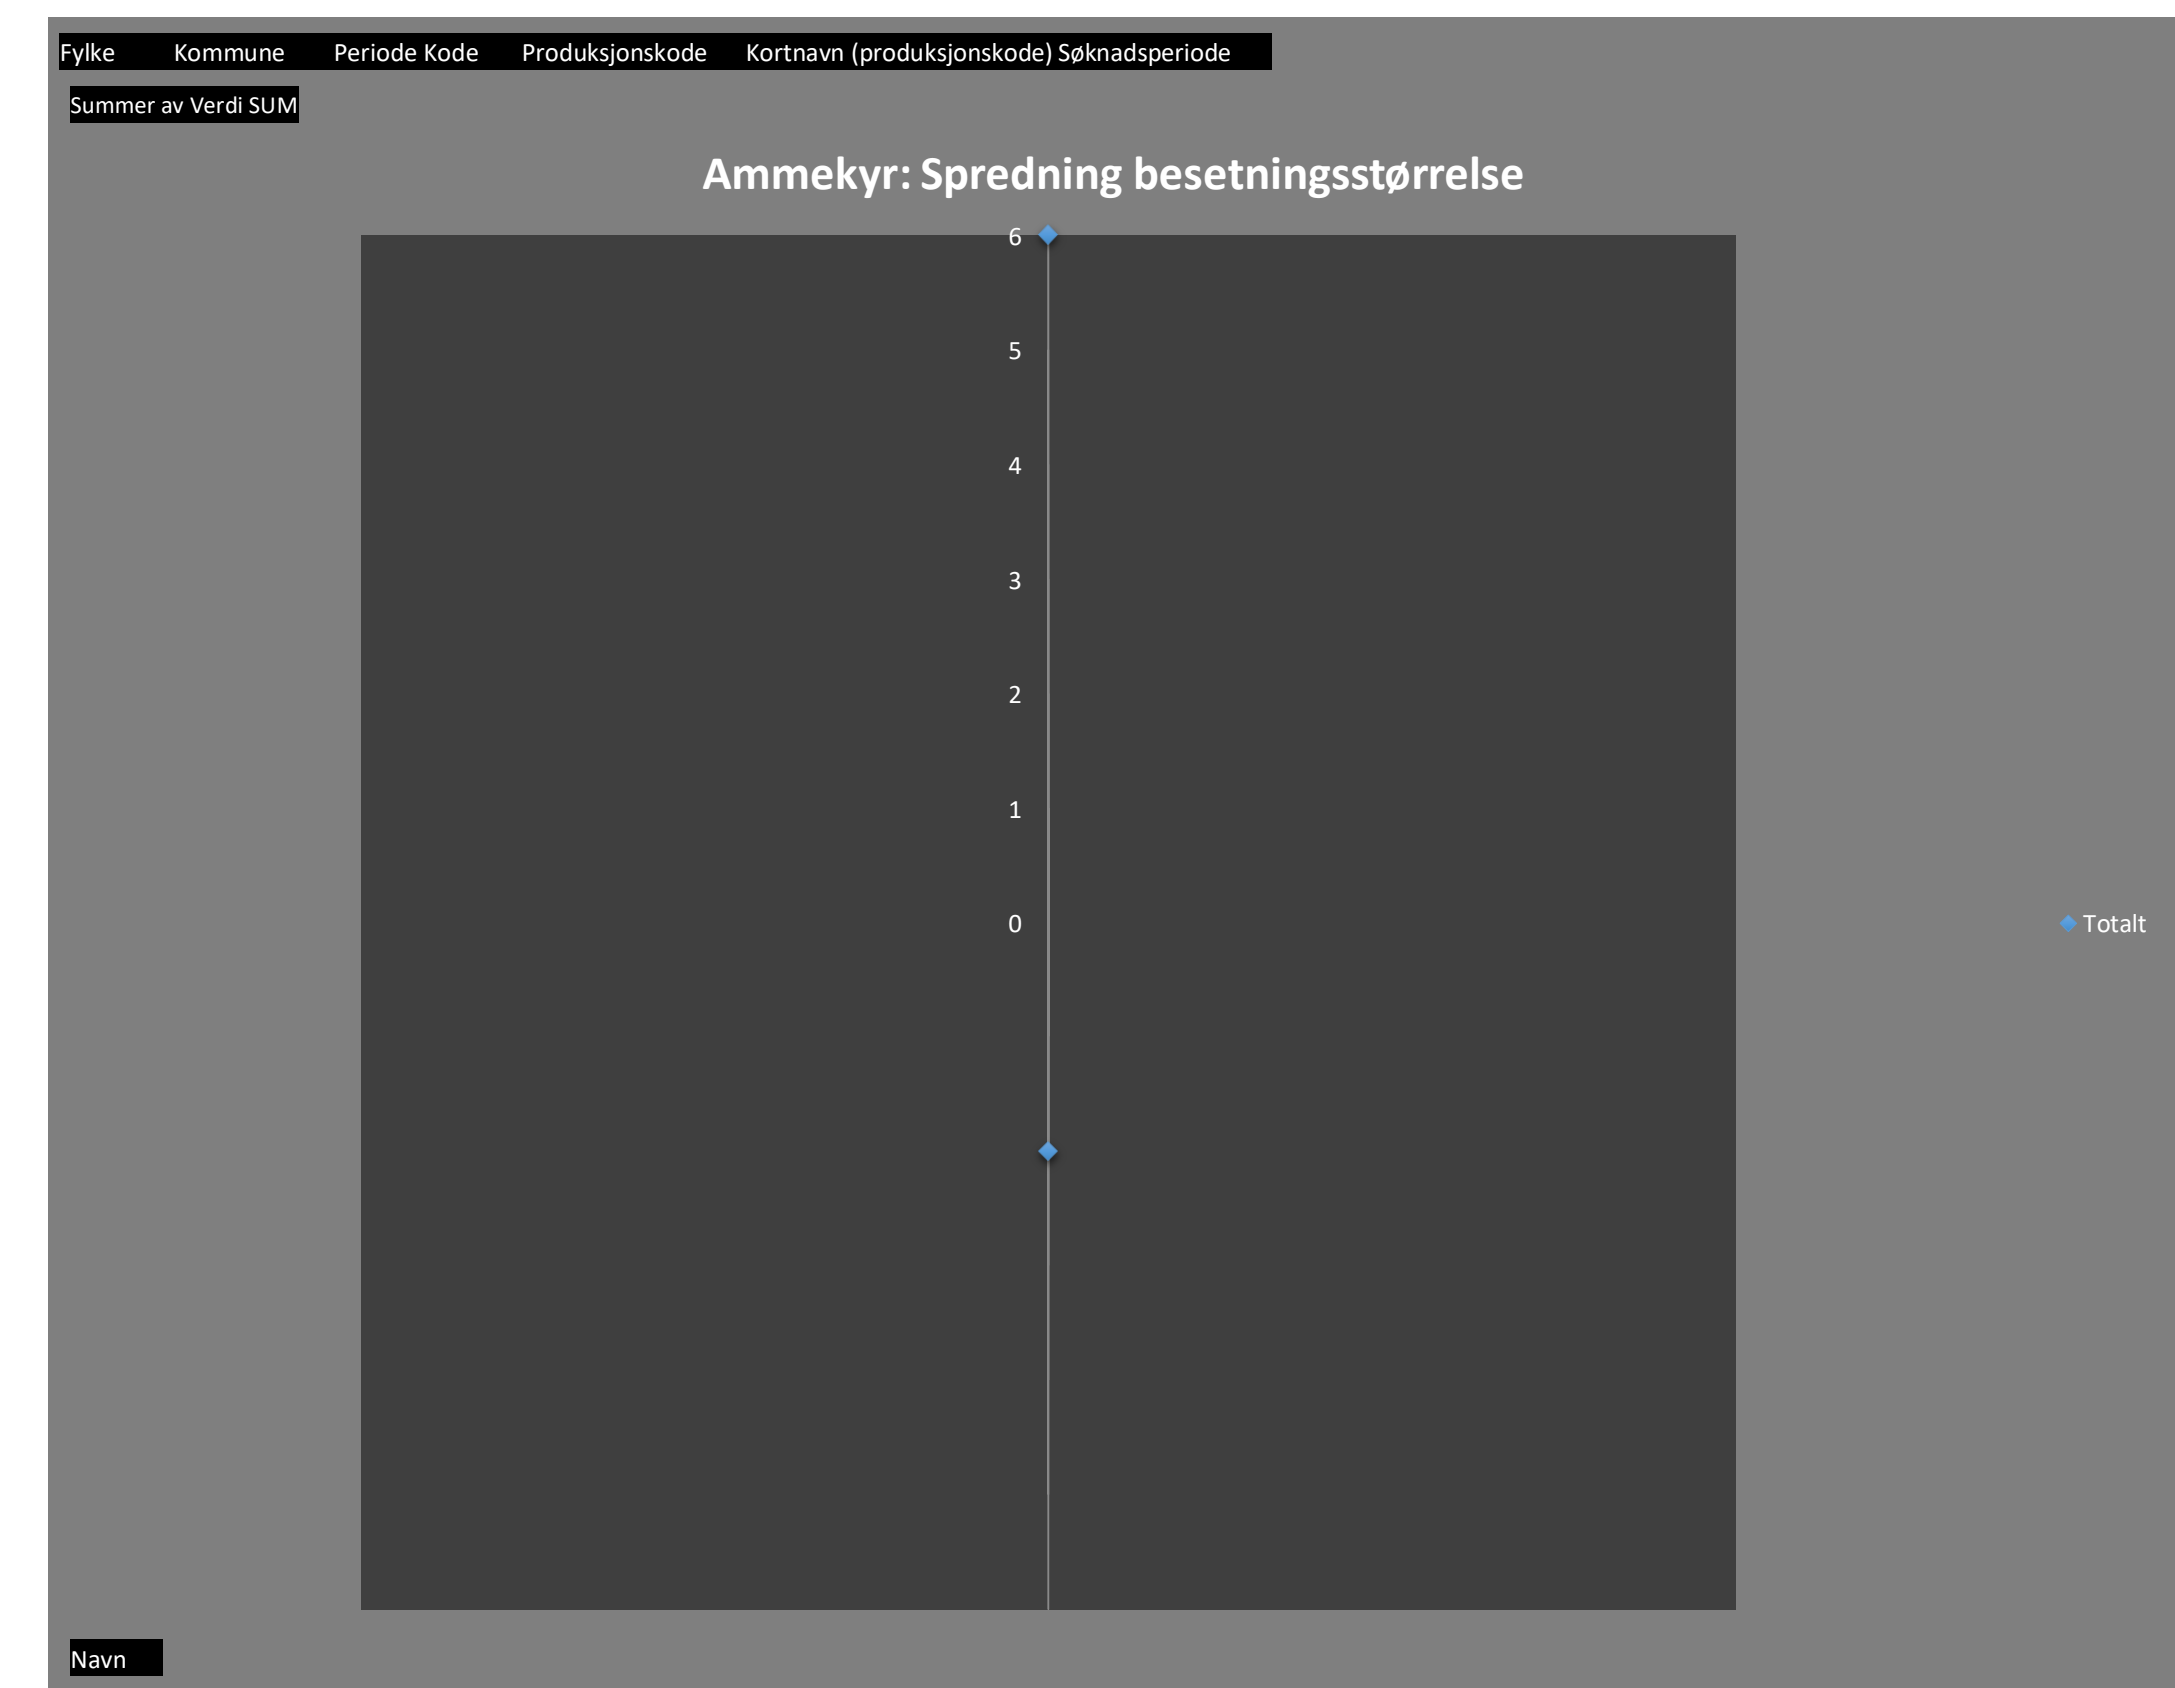 Fylke Kommune Periode Kode Produksjonskode Kortnavn (produksjonskode) Søknadsperiode
Summer av Verdi SUM
Ammekyr: Spredning besetningsstørrelse
6
5
4
3
2
1
0
Totalt
Navn